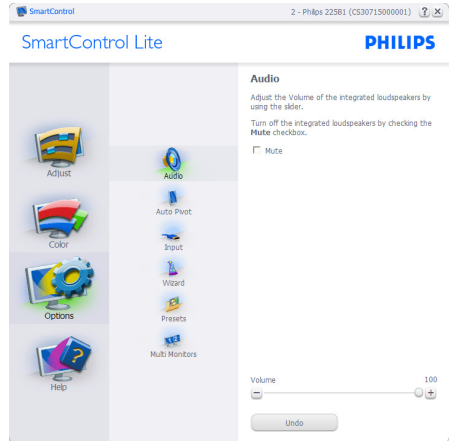 SmartControl
2 - Philips 225B1 (CS30715000001)
SmartControl Lite
PHILIPS
Adjust
Color
Options
Help
Audio
Auto Pivot
Input
Wizard
Presets
Multi Monitors
Audio
Adjust the Volume of the integrated loudspeakers by
using the slider.
Turn off the integrated loudspeakers by checking the
Mute checkbox.
Mute
Volume
100
Undo